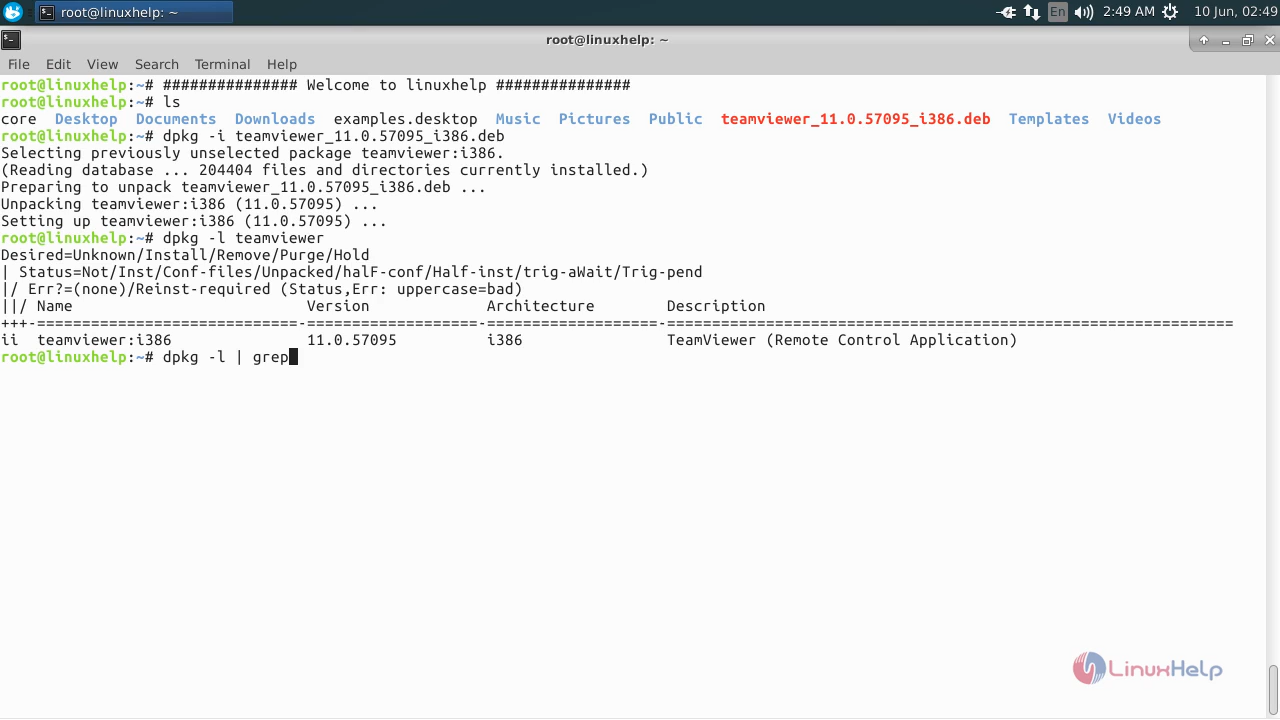 root@linuxhelp: ~ En 2:49 AM 10 Jun, 02:49
root@linuxhelp: ~
File Edit View Search Terminal Help
root@linuxhelp:~# ############### Welcome to linuxhelp ###############
root@linuxhelp:~# ls
core Desktop Documents Downloads examples.desktop Music Pictures Public teamviewer_11.0.57095_i386.deb Templates Videos
root@linuxhelp:~# dpkg -i teamviewer_11.0.57095_i386.deb
Selecting previously unselected package teamviewer:i386.
(Reading database ... 204404 files and directories currently installed.)
Preparing to unpack teamviewer_11.0.57095_i386.deb ...
Unpacking teamviewer:i386 (11.0.57095) ...
Setting up teamviewer:i386 (11.0.57095) ...
root@linuxhelp:~# dpkg -l teamviewer
Desired=Unknown/Install/Remove/Purge/Hold
| Status=Not/Inst/Conf-files/Unpacked/halF-conf/Half-inst/trig-aWait/Trig-pend
|/ Err?=(none)/Reinst-required (Status,Err: uppercase=bad)
||/ Name Version Architecture Description
+++-=============================-===================-===================-===============================================================
ii teamviewer:i386 11.0.57095 i386 TeamViewer (Remote Control Application)
root@linuxhelp:~# dpkg -l | grep
LinuxHelp